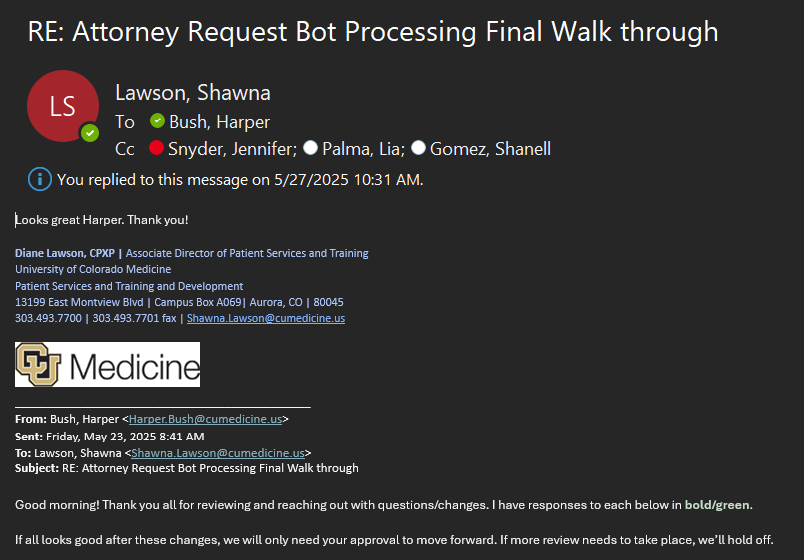 RE: Attorney Request Bot Processing Final Walk through
LS
Lawson, Shawna
To Bush, Harper
Cc Snyder, Jennifer; Palma, Lia; Gomez, Shanell
You replied to this message on 5/27/2025 10:31 AM.
Looks great Harper. Thank you!
Diane Lawson, CPXP | Associate Director of Patient Services and Training
University of Colorado Medicine
Patient Services and Training and Development
13199 East Montview Blvd | Campus Box A069| Aurora, CO | 80045
303.493.7700 | 303.493.7701 fax | Shawna.Lawson@cumedicine.us
CU Medicine
From: Bush, Harper <Harper.Bush@cumedicine.us>
Sent: Friday, May 23, 2025 8:41 AM
To: Lawson, Shawna <Shawna.Lawson@cumedicine.us>
Subject: RE: Attorney Request Bot Processing Final Walk through
Good morning! Thank you all for reviewing and reaching out with questions/changes. I have responses to each below in bold/green.
If all looks good after these changes, we will only need your approval to move forward. If more review needs to take place, we'll hold off.